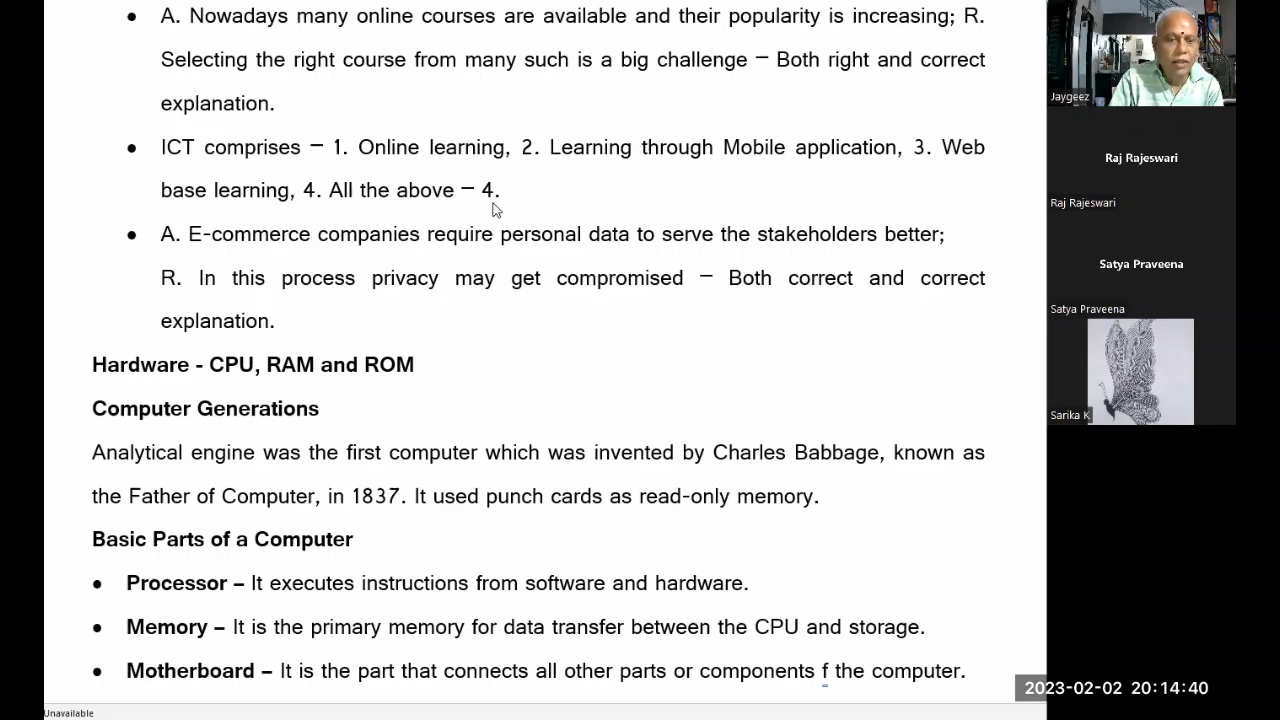 • A. Nowadays many online courses are available and their popularity is increasing; R.
Selecting the right course from many such is a big challenge – Both right and correct
explanation.
• ICT comprises – 1. Online learning, 2. Learning through Mobile application, 3. Web
base learning, 4. All the above – 4.
• A. E-commerce companies require personal data to serve the stakeholders better;
R. In this process privacy may get compromised – Both correct and correct
explanation.
Hardware - CPU, RAM and ROM
Computer Generations
Analytical engine was the first computer which was invented by Charles Babbage, known as
the Father of Computer, in 1837. It used punch cards as read-only memory.
Basic Parts of a Computer
• Processor – It executes instructions from software and hardware.
• Memory – It is the primary memory for data transfer between the CPU and storage.
• Motherboard – It is the part that connects all other parts or components f the computer.
Unavailable
Jaygeez
Raj Rajeswari
Raj Rajeswari
Satya Praveena
Satya Praveena
Sarika K
2023-02-02 20:14:40